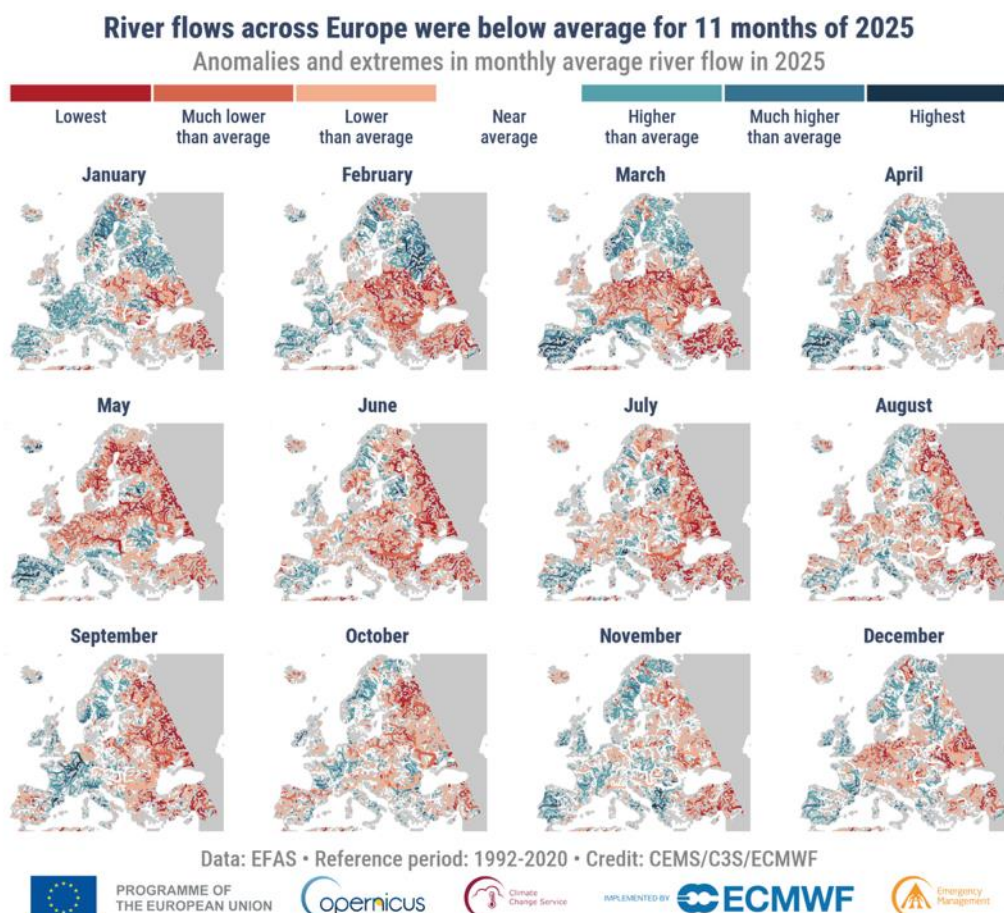 River flows across Europe were below average for 11 months of 2025
Anomalies and extremes in monthly average river flow in 2025
Lowest
Much lower
than average
Lower
than average
Near
average
Higher
than average
Much higher
than average
Highest
January
February
March
April
May
June
July
August
September
October
November
December
Data: EFAS • Reference period: 1992-2020 • Credit: CEMS/C3S/ECMWF
PROGRAMME OF
THE EUROPEAN UNION
opernicus
Climate
Change Service
IMPLEMENTED BY
ECMWF
Emergency
Management